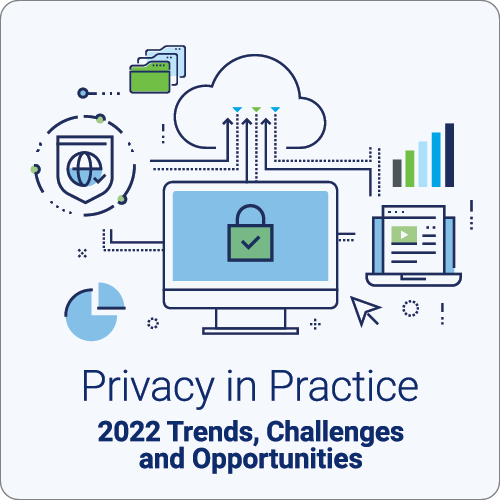 Privacy in Practice
2022 Trends, Challenges
and Opportunities